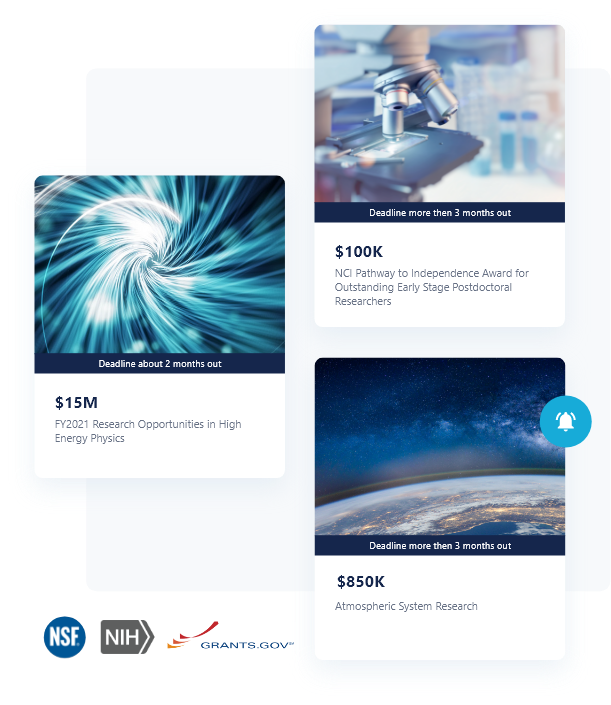 Deadline more then 3 months out
$100K
NCI Pathway to Independence Award for
Outstanding Early Stage Postdoctoral
Researchers
Deadline about 2 months out
$15M
FY2021 Research Opportunities in High
Energy Physics
Deadline more then 3 months out
$850K
Atmospheric System Research
NSF
NIH
GRANTS.GOV